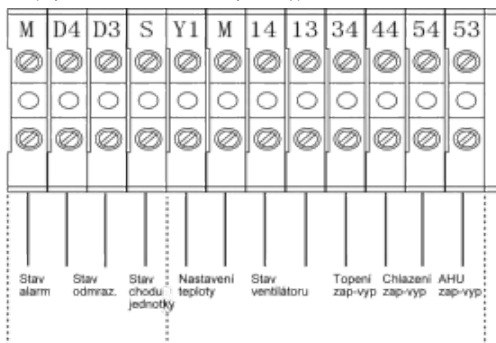 M D4 D3 S Y1 M 14 13 34 44 54 53
Stav alarm
Stav odmraz.
Stav chodu jednotky
Nastavení teploty
Stav ventilátoru
Topení zap-vyp
Chlazení zap-vyp
AHU zap-vyp